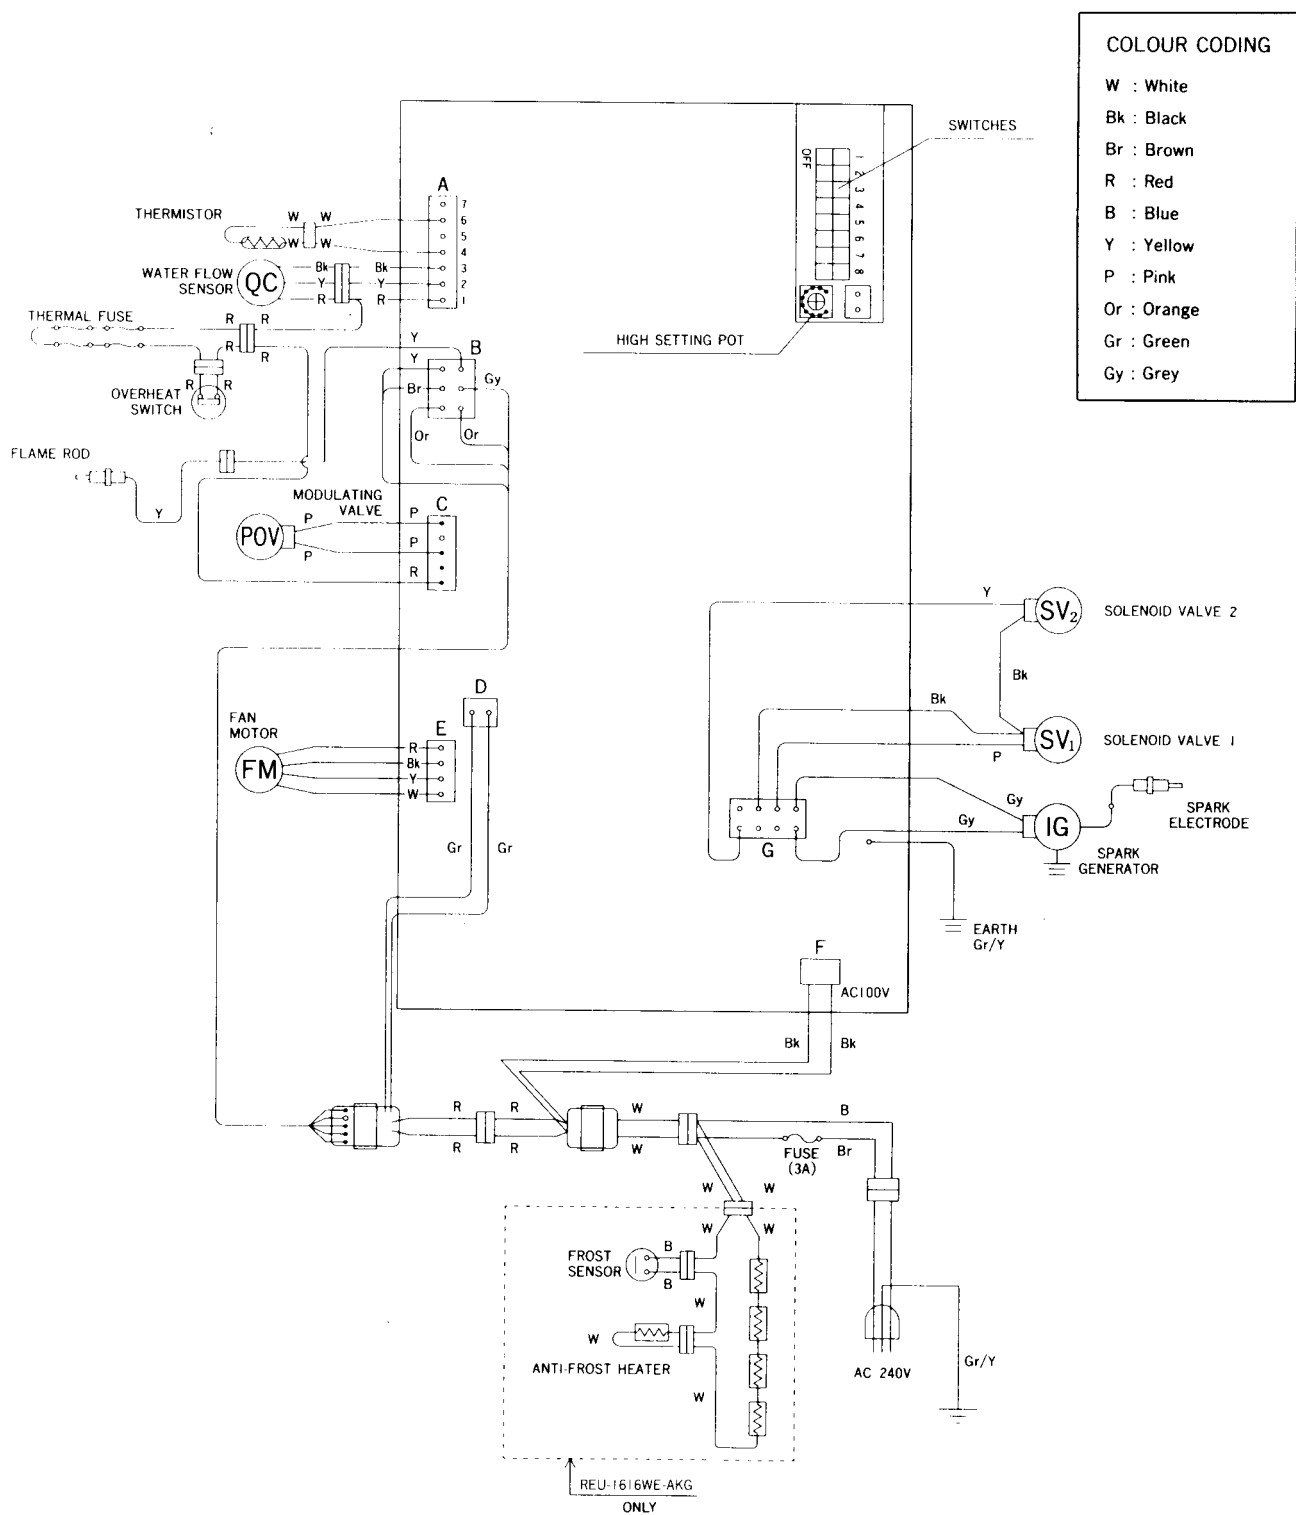 COLOUR CODING
W : White
Bk : Black
Br : Brown
R : Red
B : Blue
Y : Yellow
P : Pink
Or : Orange
Gr : Green
Gy : Grey
SWITCHES
OFF
1
2
3
4
5
6
7
8
HIGH SETTING POT
A
7
6
5
4
3
2
1
THERMISTOR
W W
W W
WATER FLOW
SENSOR
QC
Bk Bk
Y Y
R R
THERMAL FUSE
R R
R R
OVERHEAT
SWITCH
R R
B
Y
Y
Br
Gy
Or Or
FLAME ROD
Y
MODULATING
VALVE
POV
P
P
C
P
P
R
Y
SV2
SOLENOID VALVE 2
Bk
Bk
SV1
SOLENOID VALVE 1
P
D
FAN
MOTOR
FM
E
R
Bk
Y
W
Gr Gr
G
Gy
Gy
IG
SPARK
ELECTRODE
SPARK
GENERATOR
EARTH
Gr/Y
F
AC100V
Bk Bk
R R
R R
W
W
B
FUSE
(3A)
Br
W W
W W
FROST
SENSOR
B
B
W
W
ANTI-FROST HEATER
W
AC 240V
Gr/Y
REU-1616WE-AKG
ONLY